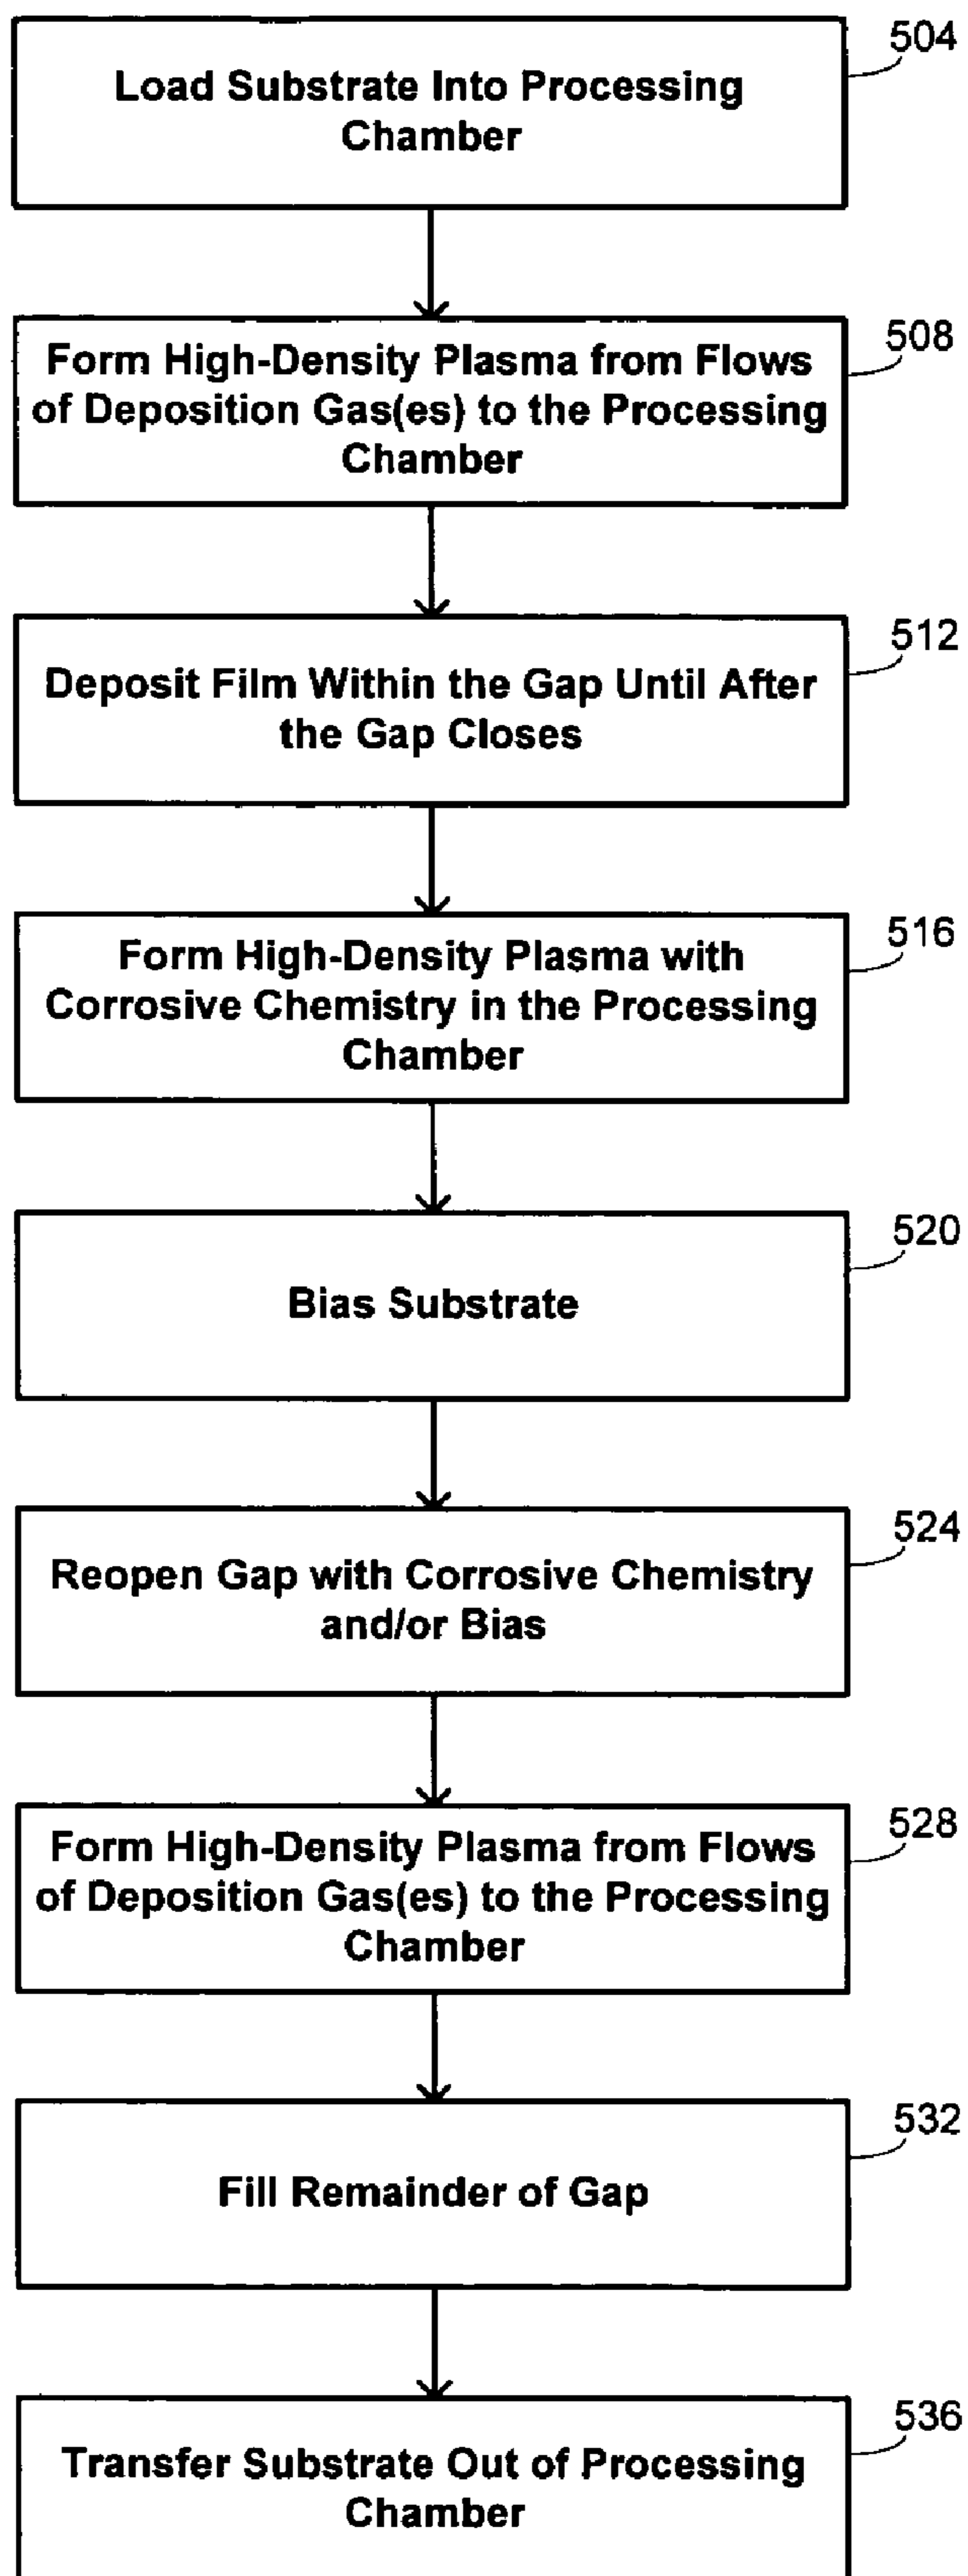 504
Load Substrate Into Processing
Chamber
508
Form High-Density Plasma from Flows
of Deposition Gas(es) to the Processing
Chamber
512
Deposit Film Within the Gap Until After
the Gap Closes
516
Form High-Density Plasma with
Corrosive Chemistry in the Processing
Chamber
520
Bias Substrate
524
Reopen Gap with Corrosive Chemistry
and/or Bias
528
Form High-Density Plasma from Flows
of Deposition Gas(es) to the Processing
Chamber
532
Fill Remainder of Gap
536
Transfer Substrate Out of Processing
Chamber